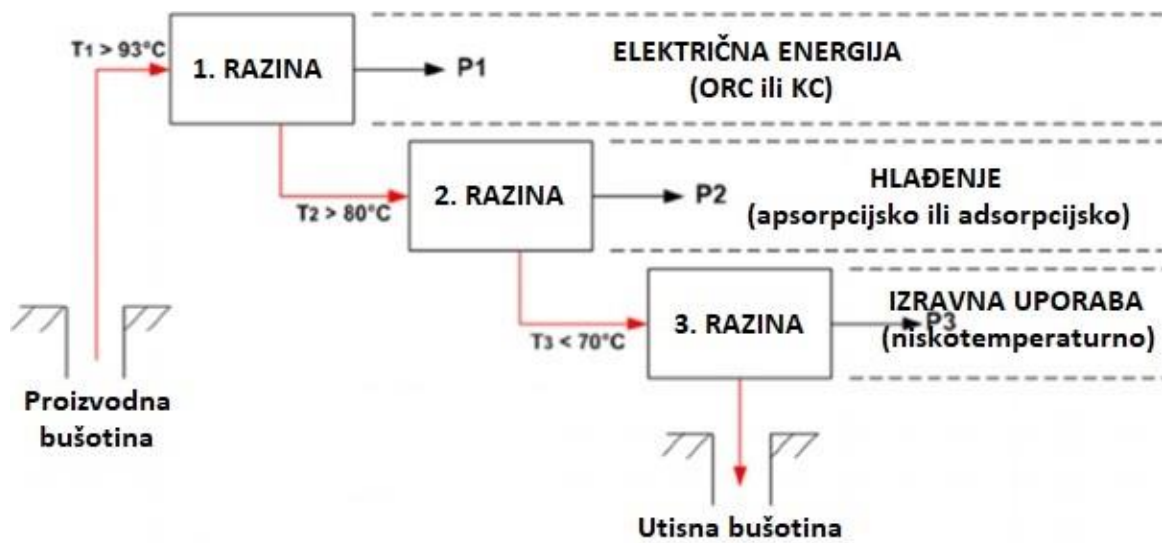 T1 > 93°C
1. RAZINA
P1
ELEKTRIČNA ENERGIJA
(ORC ili KC)
T2 > 80°C
2. RAZINA
P2
HLAĐENJE
(apsorpcijsko ili adsorpcijsko)
T3 < 70°C
3. RAZINA
P3
IZRAVNA UPORABA
(niskotemperaturno)
Proizvodna
bušotina
Utisna bušotina